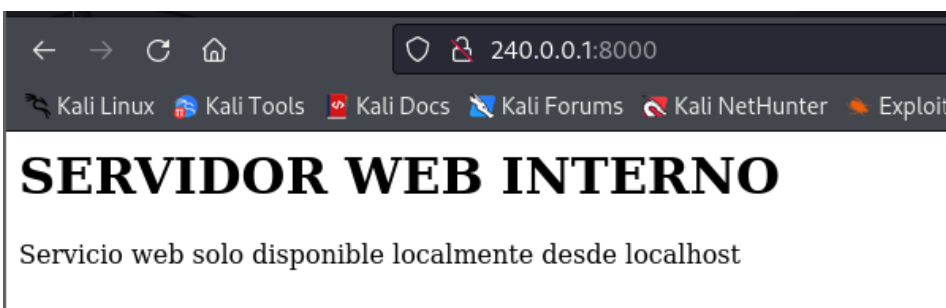 240.0.0.1:8000
Kali Linux Kali Tools Kali Docs Kali Forums Kali NetHunter Exploit
SERVIDOR WEB INTERNO
Servicio web solo disponible localmente desde localhost